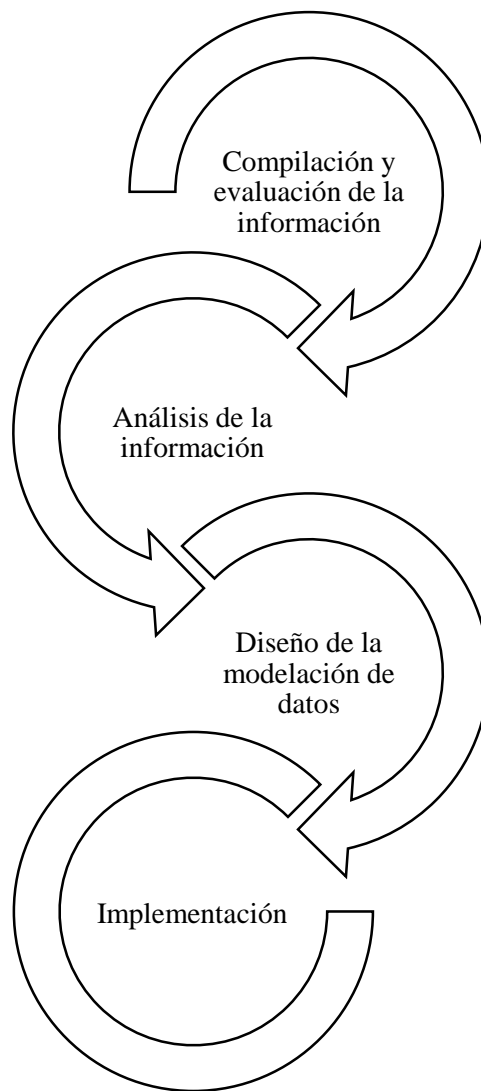 Compilación y
evaluación de la
información
Análisis de la
información
Diseño de la
modelación de
datos
Implementación